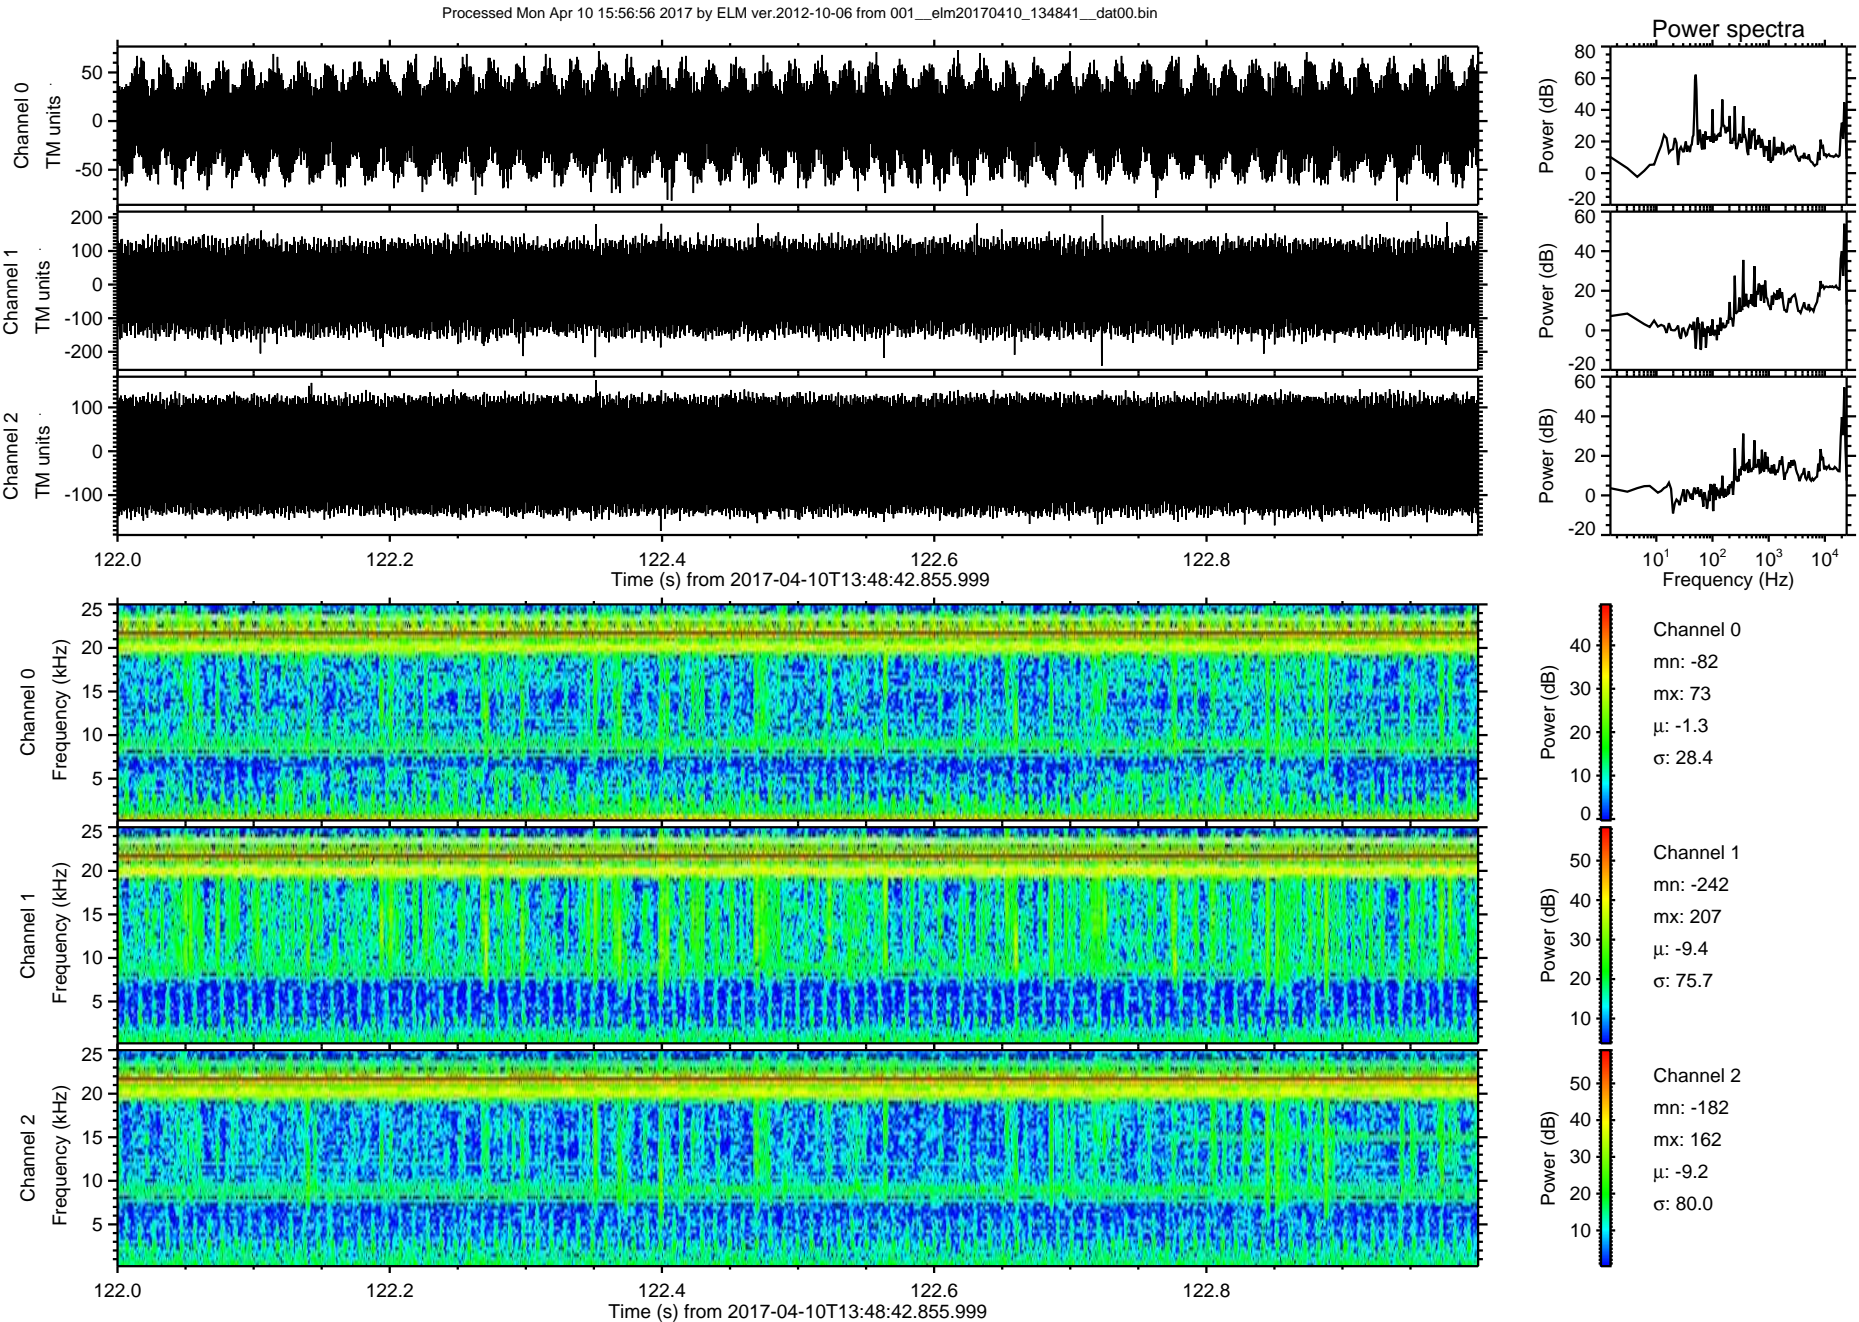 Processed Mon Apr 10 15:56:56 2017 by ELM ver.2012-10-06 from 001__elm20170410_134841__dat00.bin
Power spectra
Channel 0
TM units
50
0
-50
Power (dB)
80
60
40
20
0
-20
Channel 1
TM units
200
100
0
-100
-200
Power (dB)
60
40
20
0
-20
Channel 2
TM units
100
0
-100
Power (dB)
60
40
20
0
-20
122.0 122.2 122.4 122.6 122.8
Time (s) from 2017-04-10T13:48:42.855.999
10^1 10^2 10^3 10^4
Frequency (Hz)
Channel 0
Frequency (kHz)
25
20
15
10
5
Power (dB)
40
30
20
10
0
Channel 0
mn: -82
mx: 73
µ: -1.3
σ: 28.4
Channel 1
Frequency (kHz)
25
20
15
10
5
Power (dB)
50
40
30
20
10
Channel 1
mn: -242
mx: 207
µ: -9.4
σ: 75.7
Channel 2
Frequency (kHz)
25
20
15
10
5
Power (dB)
50
40
30
20
10
Channel 2
mn: -182
mx: 162
µ: -9.2
σ: 80.0
122.0 122.2 122.4 122.6 122.8
Time (s) from 2017-04-10T13:48:42.855.999